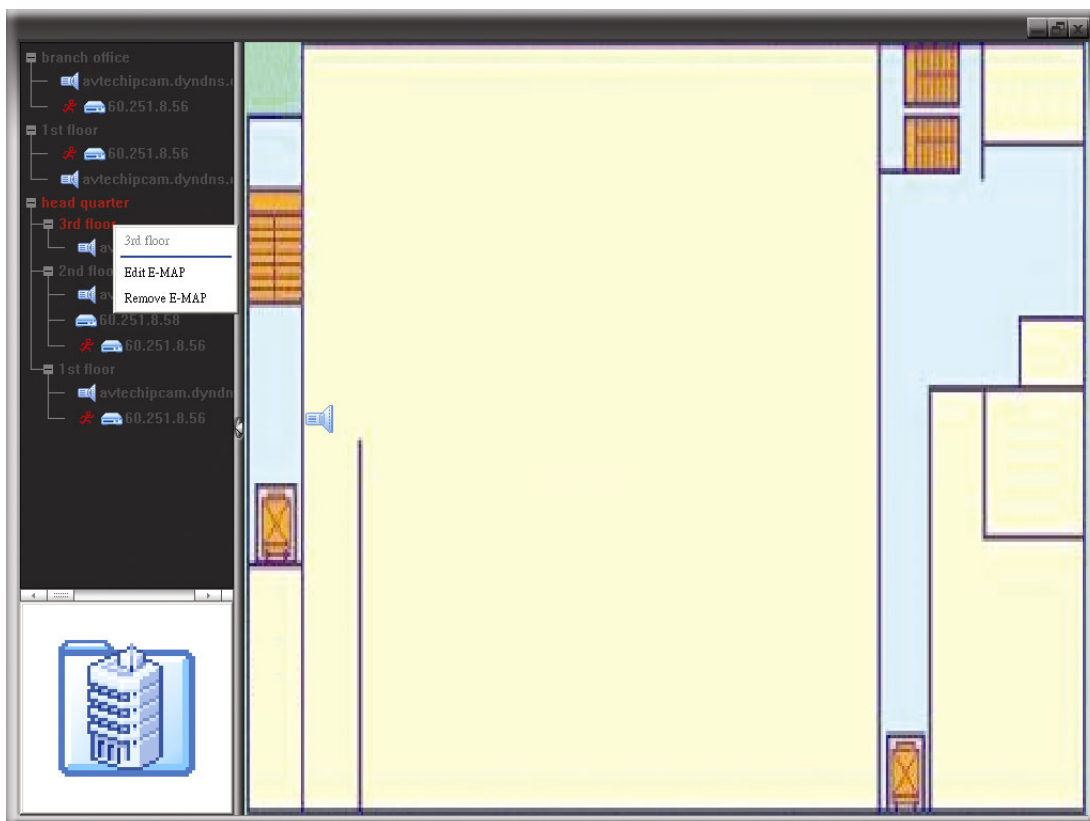 branch office
avtechipcam.dyndns.
60.251.8.56
1st floor
60.251.8.56
avtechipcam.dyndns.
head quarter
3rd floor
3rd floor
Edit E-MAP
Remove E-MAP
2nd floo
60.251.8.58
60.251.8.56
1st floor
avtechipcam.dyndn
60.251.8.56